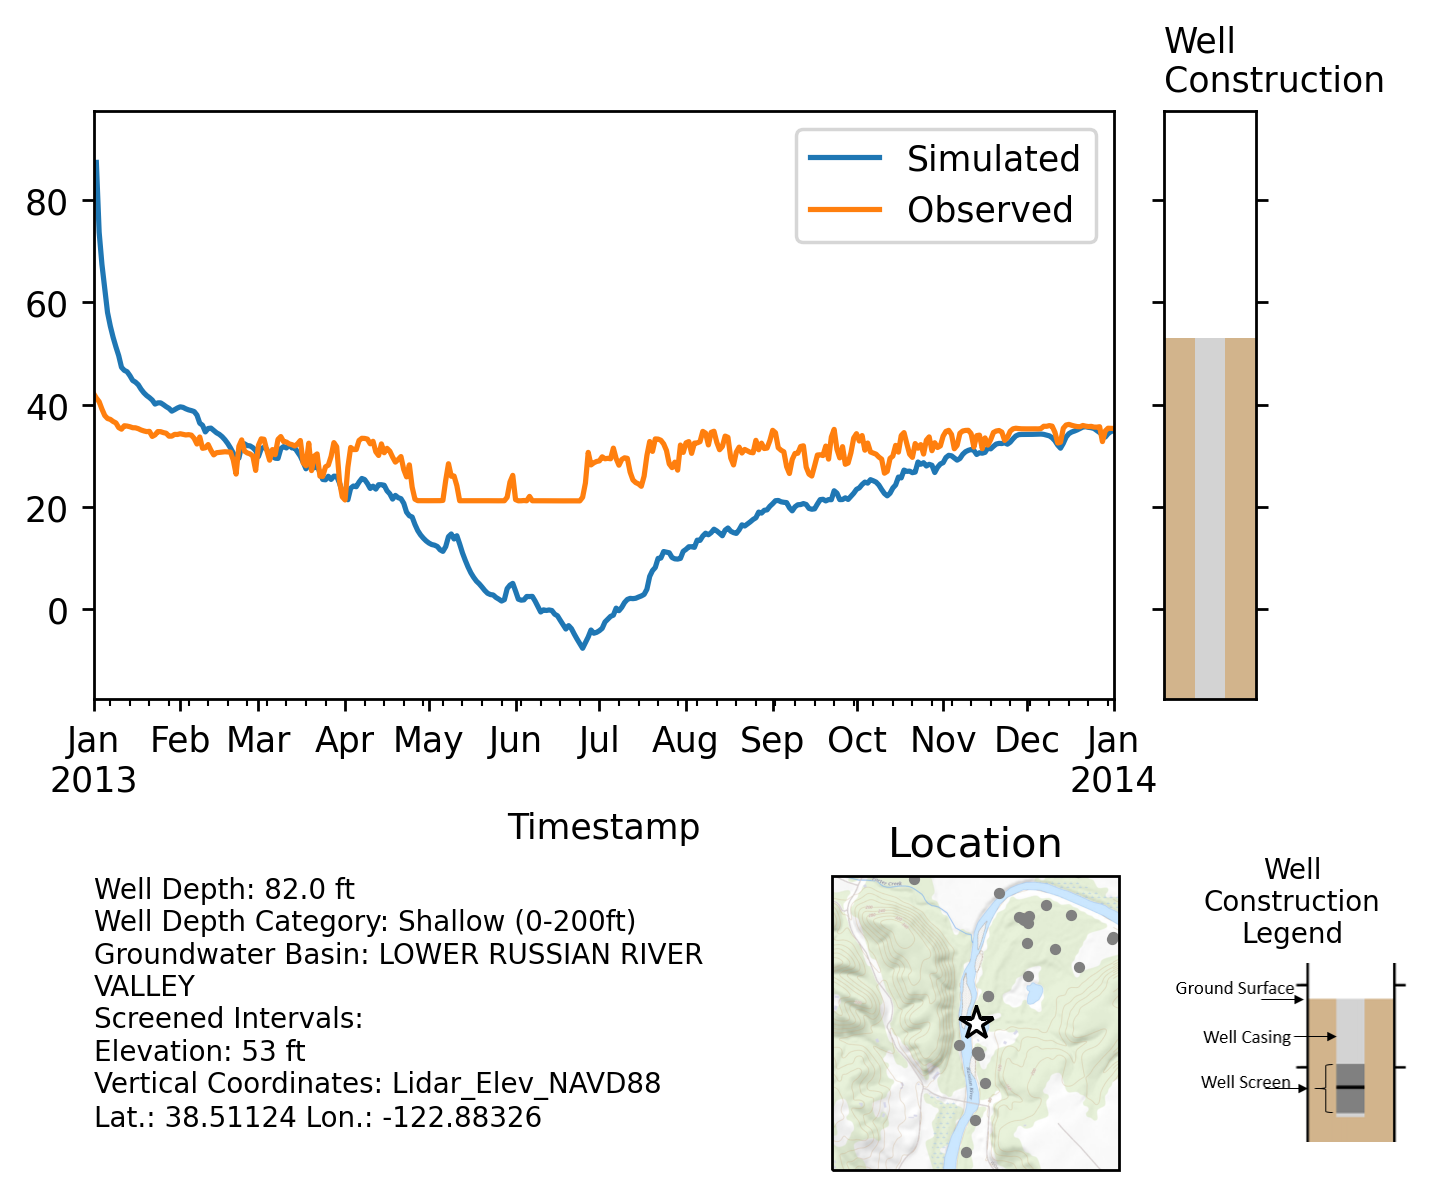 Well
Construction
Simulated
Observed
80
60
40
20
0
Jan
2013
Feb
Mar
Apr
May
Jun
Jul
Aug
Sep
Oct
Nov
Dec
Jan
2014
Timestamp
Well Depth: 82.0 ft
Well Depth Category: Shallow (0-200ft)
Groundwater Basin: LOWER RUSSIAN RIVER
VALLEY
Screened Intervals:
Elevation: 53 ft
Vertical Coordinates: Lidar_Elev_NAVD88
Lat.: 38.51124 Lon.: -122.88326
Location
Well
Construction
Legend
Ground Surface
Well Casing
Well Screen